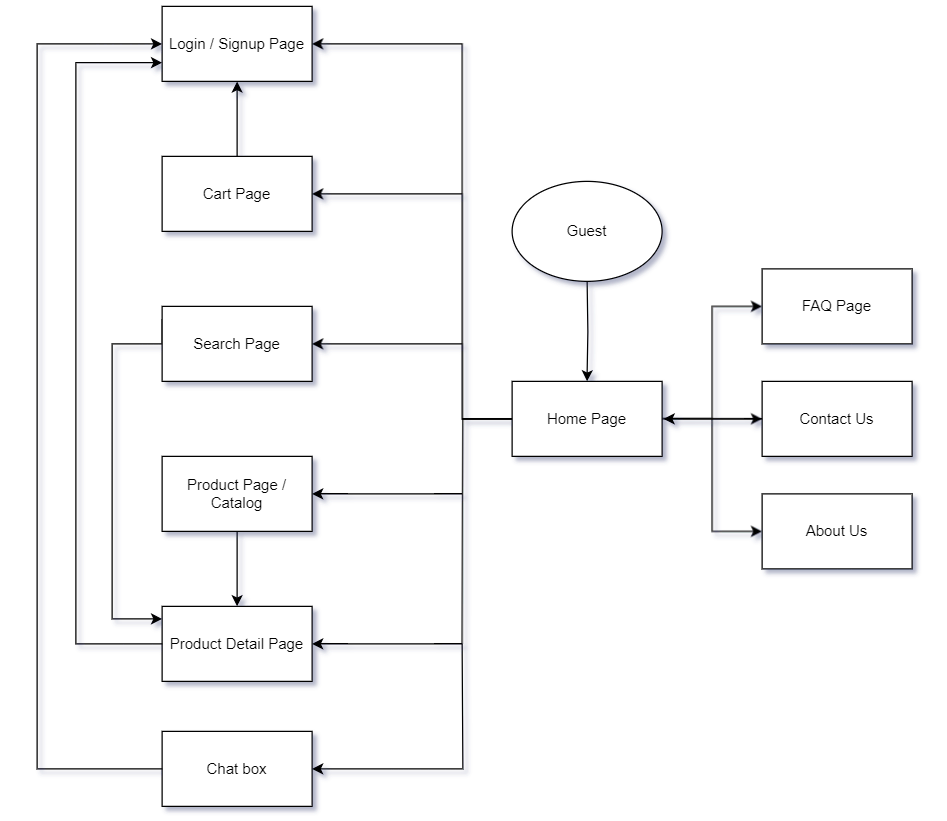 Login / Signup Page
Cart Page
Guest
FAQ Page
Search Page
Home Page
Contact Us
Product Page /
Catalog
About Us
Product Detail Page
Chat box